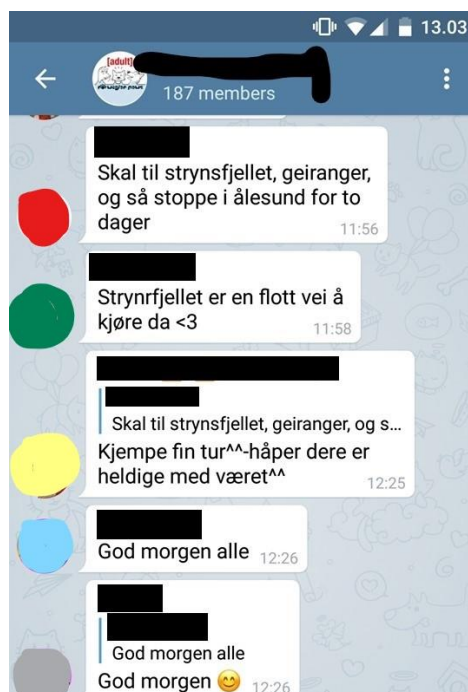 13.03
[adult]
187 members
Skal til strynsfjellet, geiranger,
og så stoppe i ålesund for to
dager
11:56
Strynrfjellet er en flott vei å
kjøre da <3
11:58
Skal til strynsfjellet, geiranger, og s...
Kjempe fin tur^^-håper dere er
heldige med været^^
12:25
God morgen alle 12:26
God morgen alle
God morgen 😊 12:26